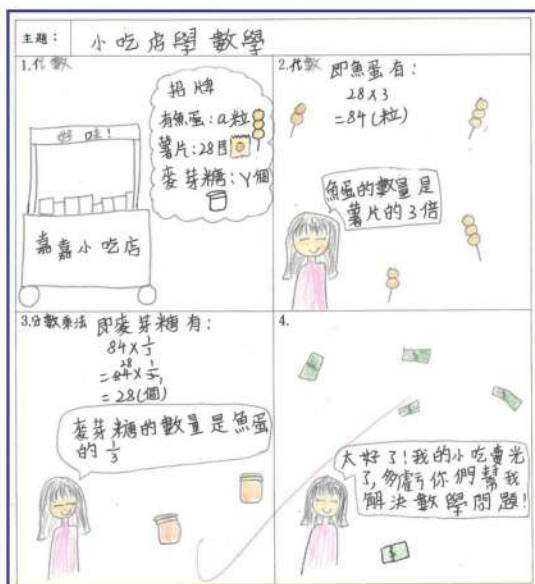 主題: 小吃店學數學
1.代數
好哇!
嘉嘉小吃店
招牌
有魚蛋:a粒
薯片:28包
麥芽糖:Y個
2.代數 即魚蛋有:
28×3
=84(粒)
魚蛋的數量是
薯片的3倍
3.分數乘法 即麥芽糖有:
84×1/3
=84×1/3
28
1
=28(個)
麥芽糖的數量是魚蛋
的1/3
4.
太好了!我的小吃賣光
了,多虧你們幫我
解決數學問題!